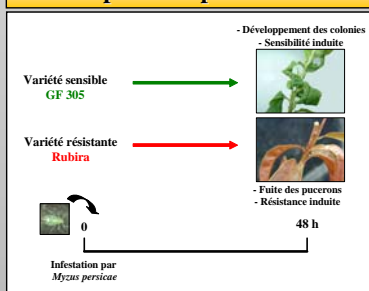 - Développement des colonies
- Sensibilité induite
Variété sensible
GF 305
Variété résistante
Rubira
- Fuite des pucerons
- Résistance induite
0
48 h
Infestation par
Myzus persicae